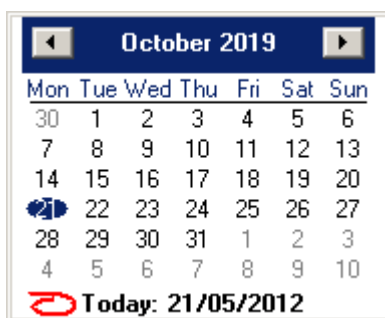 October 2019
Mon Tue Wed Thu Fri Sat Sun
30 1 2 3 4 5 6
7 8 9 10 11 12 13
14 15 16 17 18 19 20
21 22 23 24 25 26 27
28 29 30 31 1 2 3
4 5 6 7 8 9 10
Today: 21/05/2012